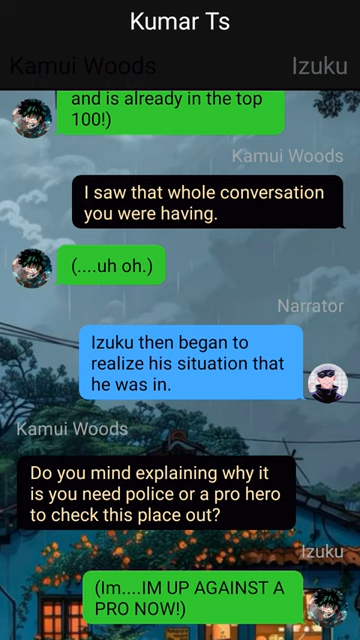 Kumar Ts
Kamui Woods
Izuku
and is already in the top
100!)
Kamui Woods
I saw that whole conversation
you were having.
(....uh oh.)
Narrator
Izuku then began to
realize his situation that
he was in.
Kamui Woods
Do you mind explaining why it
is you need police or a pro hero
to check this place out?
Izuku
(Im....IM UP AGAINST A
PRO NOW!)